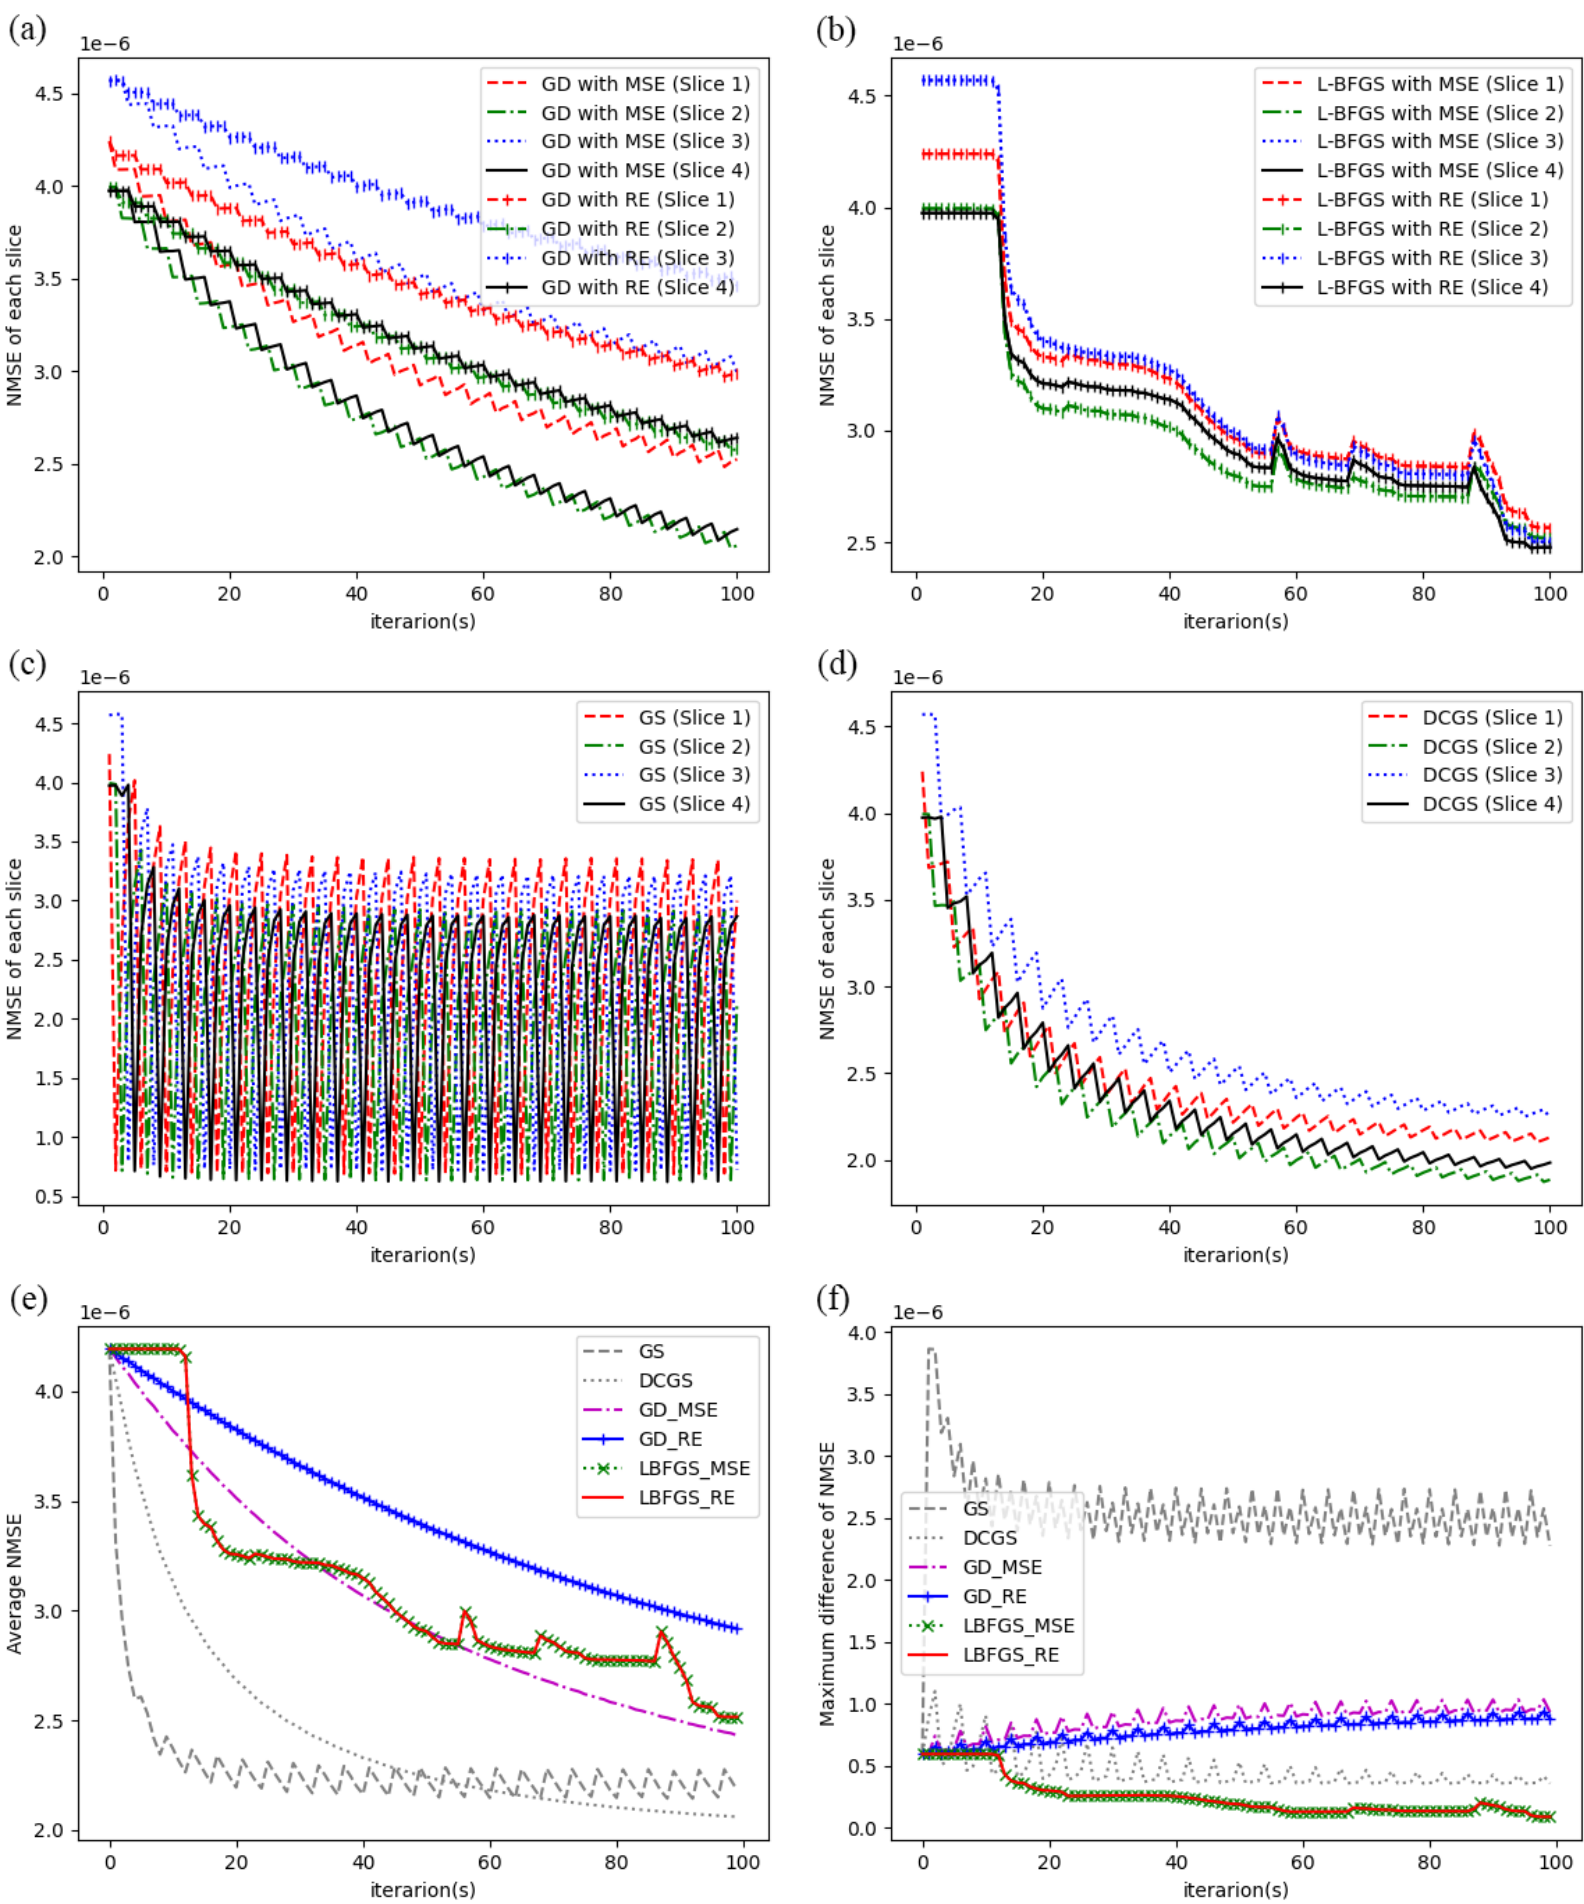 (a)
1e−6
NMSE of each slice
4.5
4.0
3.5
3.0
2.5
2.0
GD with MSE (Slice 1)
GD with MSE (Slice 2)
GD with MSE (Slice 3)
GD with MSE (Slice 4)
GD with RE (Slice 1)
GD with RE (Slice 2)
GD with RE (Slice 3)
GD with RE (Slice 4)
0 20 40 60 80 100
iterarion(s)
(b)
1e−6
NMSE of each slice
4.5
4.0
3.5
3.0
2.5
L-BFGS with MSE (Slice 1)
L-BFGS with MSE (Slice 2)
L-BFGS with MSE (Slice 3)
L-BFGS with MSE (Slice 4)
L-BFGS with RE (Slice 1)
L-BFGS with RE (Slice 2)
L-BFGS with RE (Slice 3)
L-BFGS with RE (Slice 4)
0 20 40 60 80 100
iterarion(s)
(c)
1e−6
NMSE of each slice
4.5
4.0
3.5
3.0
2.5
2.0
1.5
1.0
0.5
GS (Slice 1)
GS (Slice 2)
GS (Slice 3)
GS (Slice 4)
0 20 40 60 80 100
iterarion(s)
(d)
1e−6
NMSE of each slice
4.5
4.0
3.5
3.0
2.5
2.0
DCGS (Slice 1)
DCGS (Slice 2)
DCGS (Slice 3)
DCGS (Slice 4)
0 20 40 60 80 100
iterarion(s)
(e)
1e−6
Average NMSE
4.0
3.5
3.0
2.5
2.0
GS
DCGS
GD_MSE
GD_RE
LBFGS_MSE
LBFGS_RE
0 20 40 60 80 100
iterarion(s)
(f)
1e−6
Maximum difference of NMSE
4.0
3.5
3.0
2.5
2.0
1.5
1.0
0.5
0.0
GS
DCGS
GD_MSE
GD_RE
LBFGS_MSE
LBFGS_RE
0 20 40 60 80 100
iterarion(s)